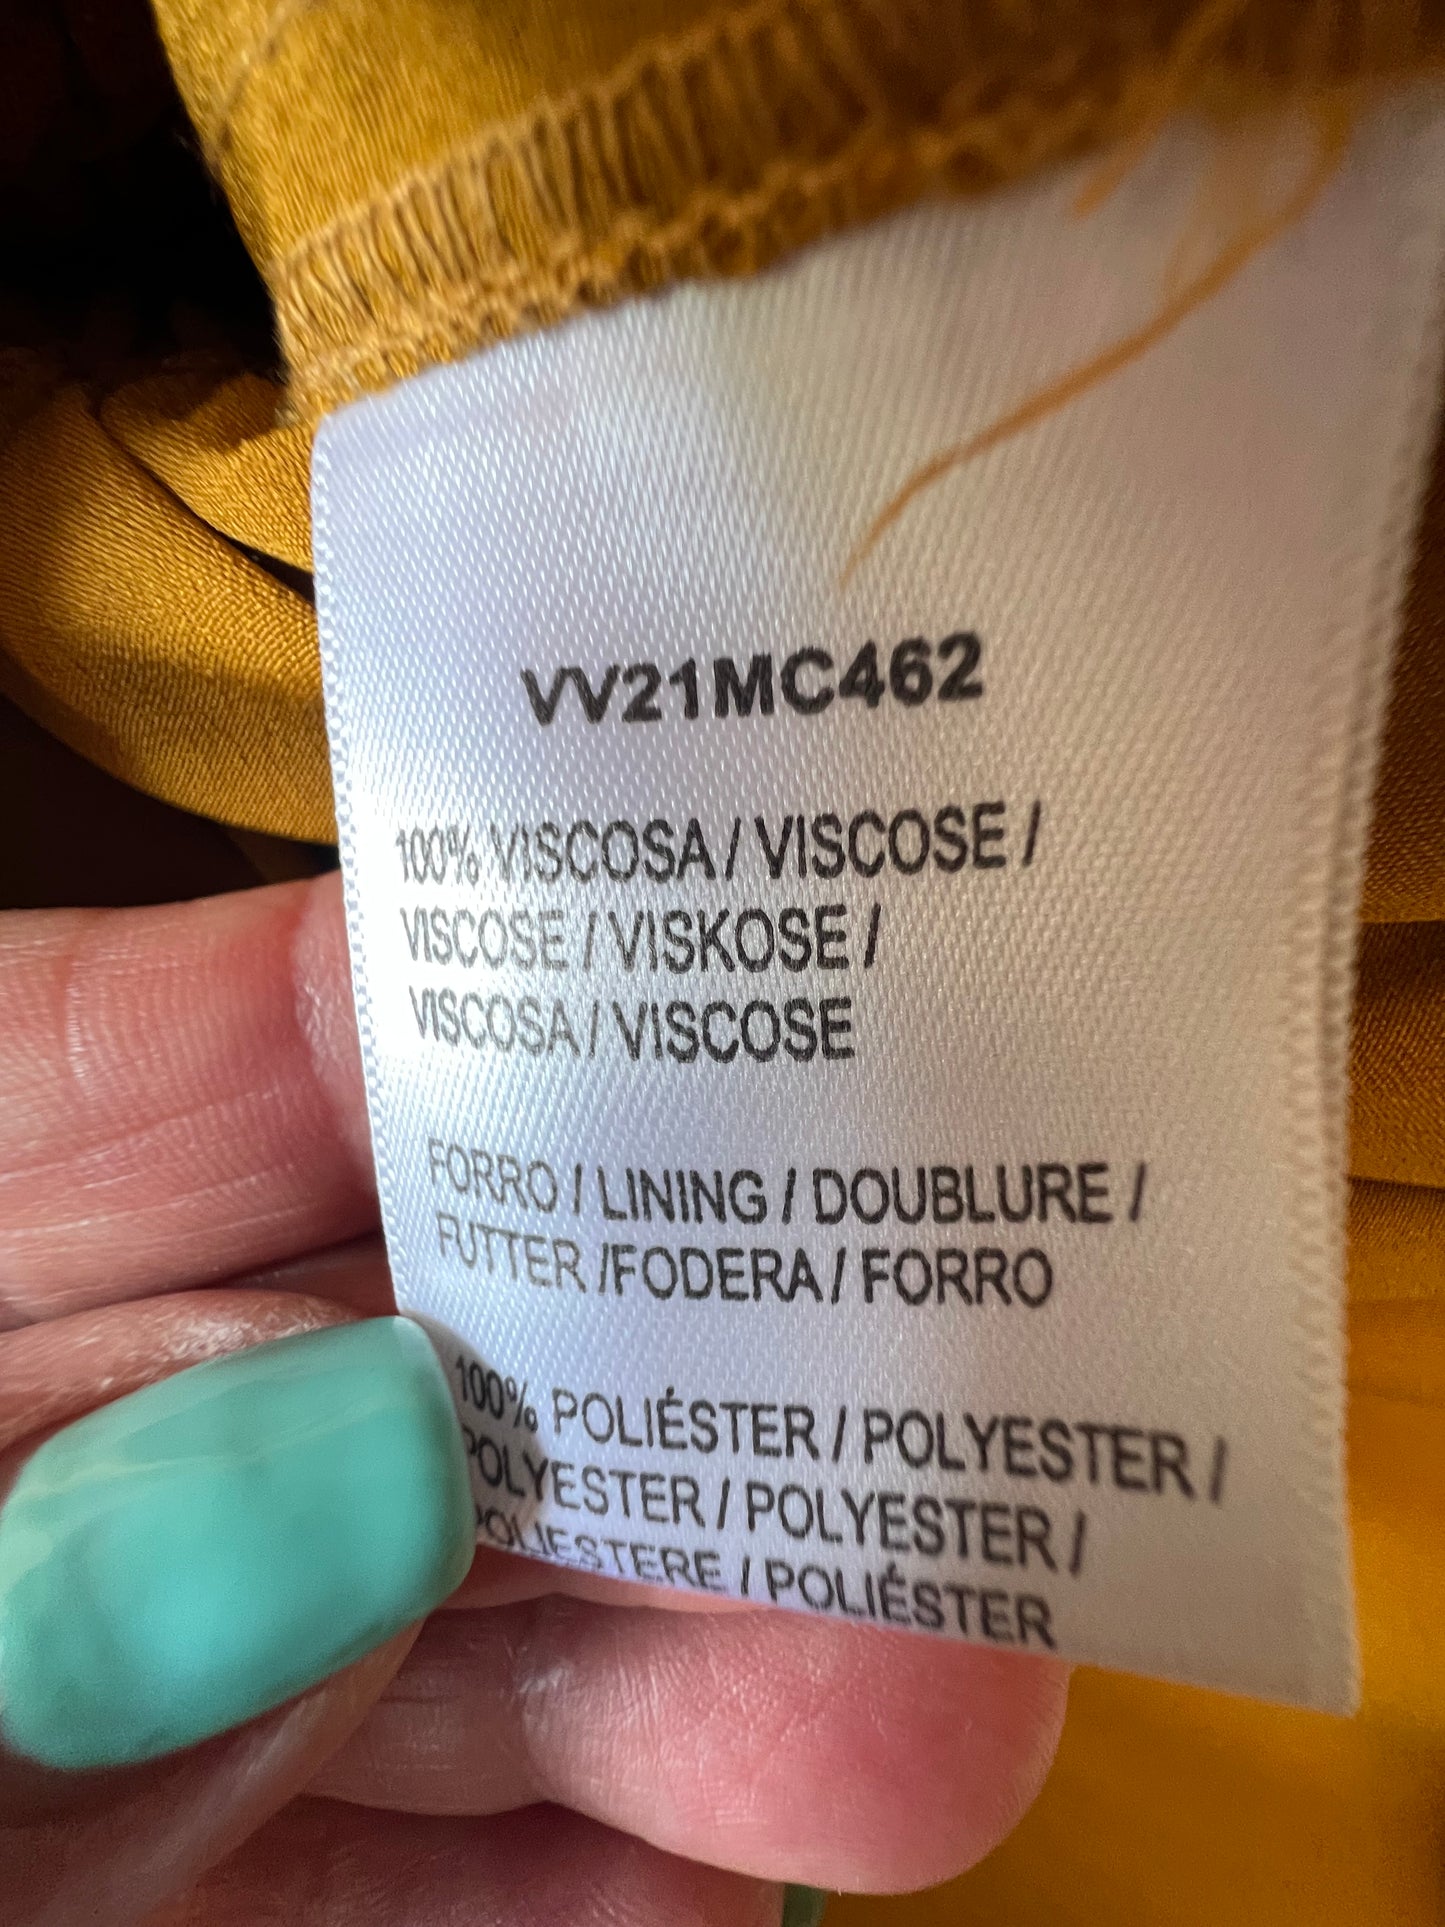 VV21MC462
100% VISCOSA / VISCOSE /
VISCOSE / VISKOSE /
VISCOSA / VISCOSE
FORRO / LINING / DOUBLURE /
FUTTER /FODERA / FORRO
100% POLIÉSTER / POLYESTER /
POLYESTER / POLYESTER /
POLIESTERE / POLIÉSTER